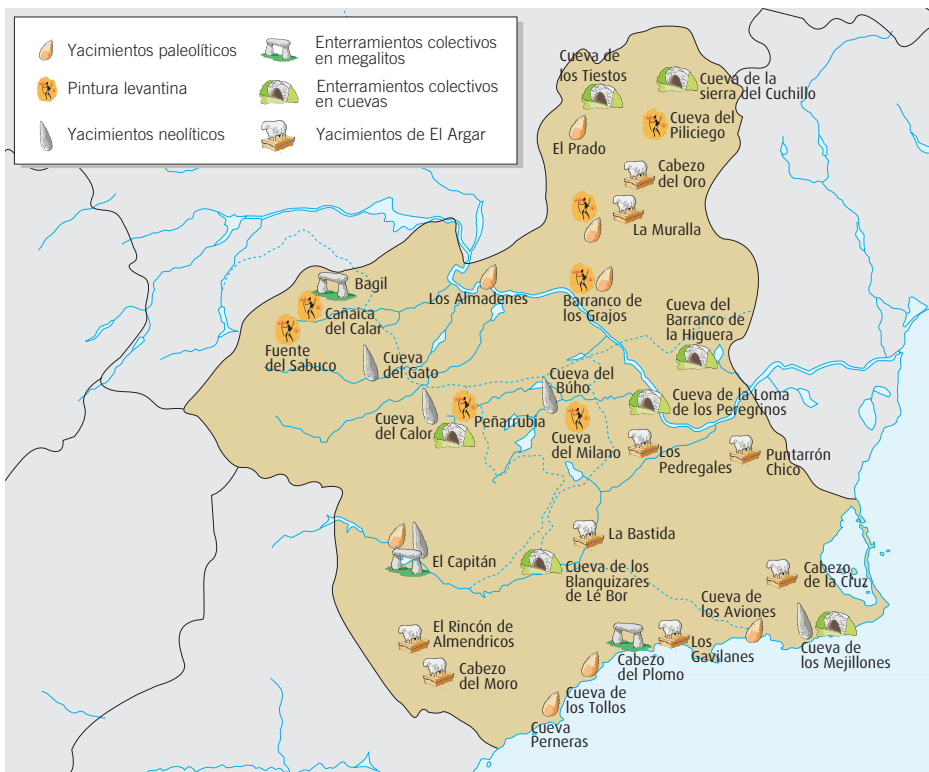 Yacimientos paleolíticos
Pintura levantina
Yacimientos neolíticos
Enterramientos colectivos
en megalitos
Enterramientos colectivos
en cuevas
Yacimientos de El Argar
Cueva de
los Tiestos
Cueva de la
sierra del Cuchillo
Cueva del
Piliciego
El Prado
Cabezo
del Oro
La Muralla
Bagil
Cañaica
del Calar
Fuente
del Sabuco
Los Almadenes
Barranco de
los Grajos
Cueva del
Barranco de
la Higuera
Cueva
del Gato
Cueva del
Búho
Cueva
del Calor
Peñarrubia
Cueva
del Milano
Cueva de la Loma
de los Peregrinos
Los
Pedregales
Puntarrón
Chico
El Capitán
La Bastida
Cueva de los
Blanquizares
de Lé Bor
Cabezo
de la Cruz
Cueva de
los Aviones
El Rincón de
Almendricos
Cabezo
del Moro
Cabezo
del Plomo
Los
Gavilanes
Cueva de
los Mejillones
Cueva de
los Tollos
Cueva
Perneras